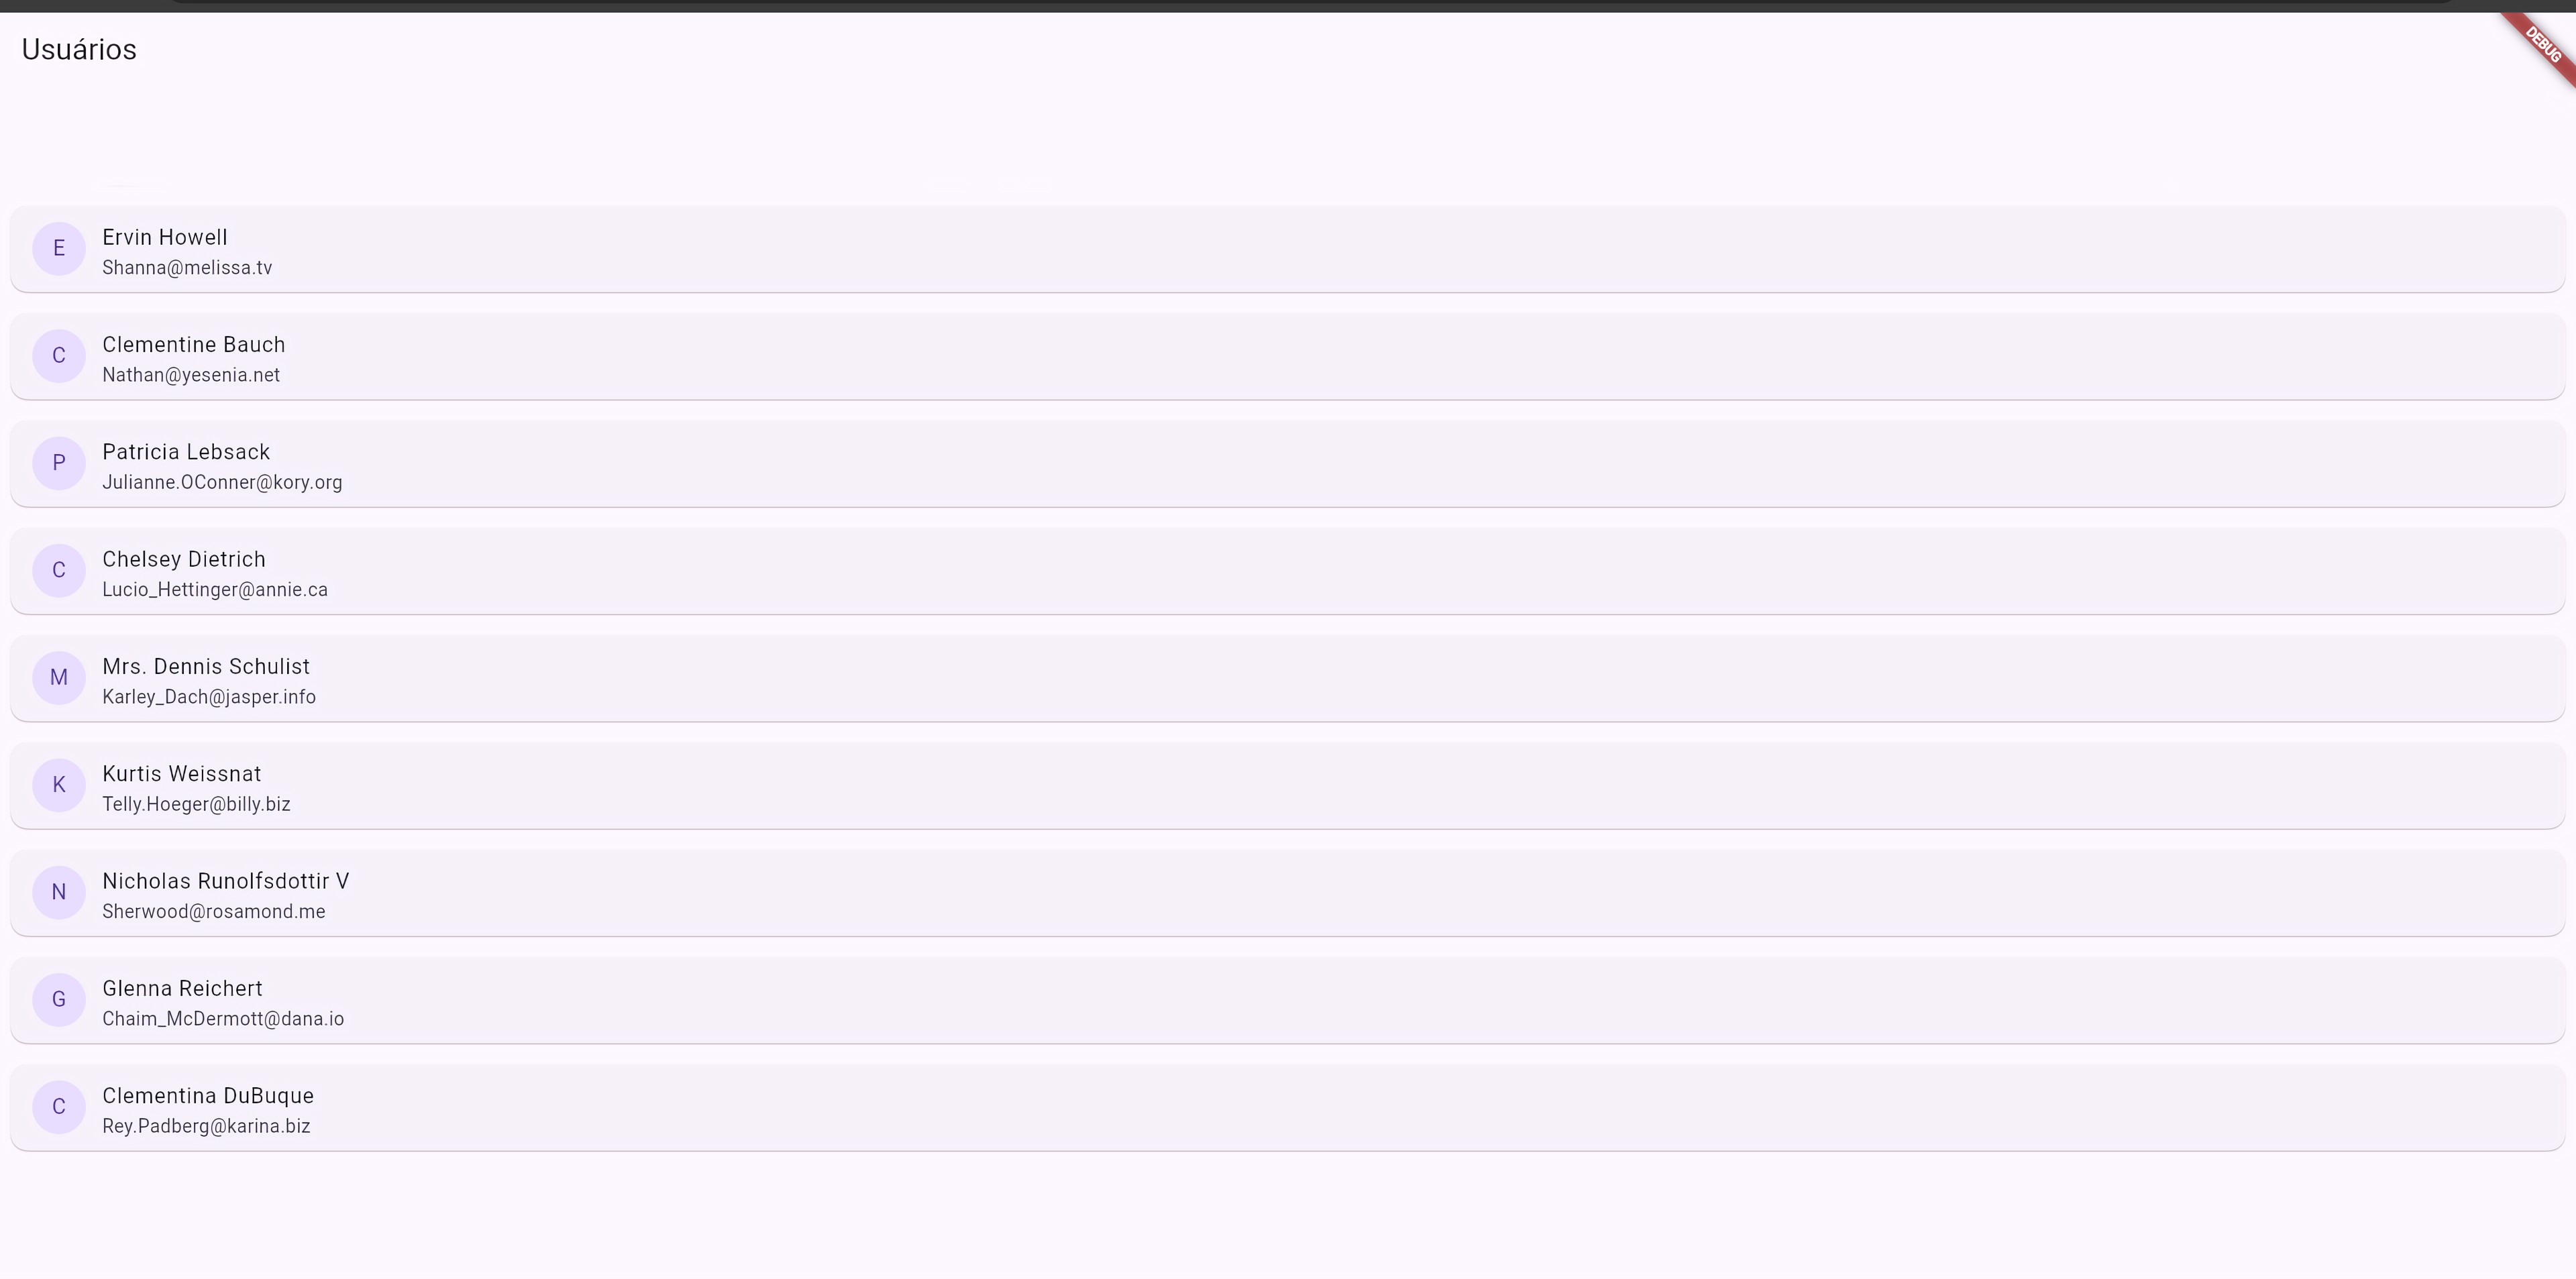 Usuários
DEBUG
E
Ervin Howell
Shanna@melissa.tv
C
Clementine Bauch
Nathan@yesenia.net
P
Patricia Lebsack
Julianne.OConner@kory.org
C
Chelsey Dietrich
Lucio_Hettinger@annie.ca
M
Mrs. Dennis Schulist
Karley_Dach@jasper.info
K
Kurtis Weissnat
Telly.Hoeger@billy.biz
N
Nicholas Runolfsdottir V
Sherwood@rosamond.me
G
Glenna Reichert
Chaim_McDermott@dana.io
C
Clementina DuBuque
Rey.Padberg@karina.biz